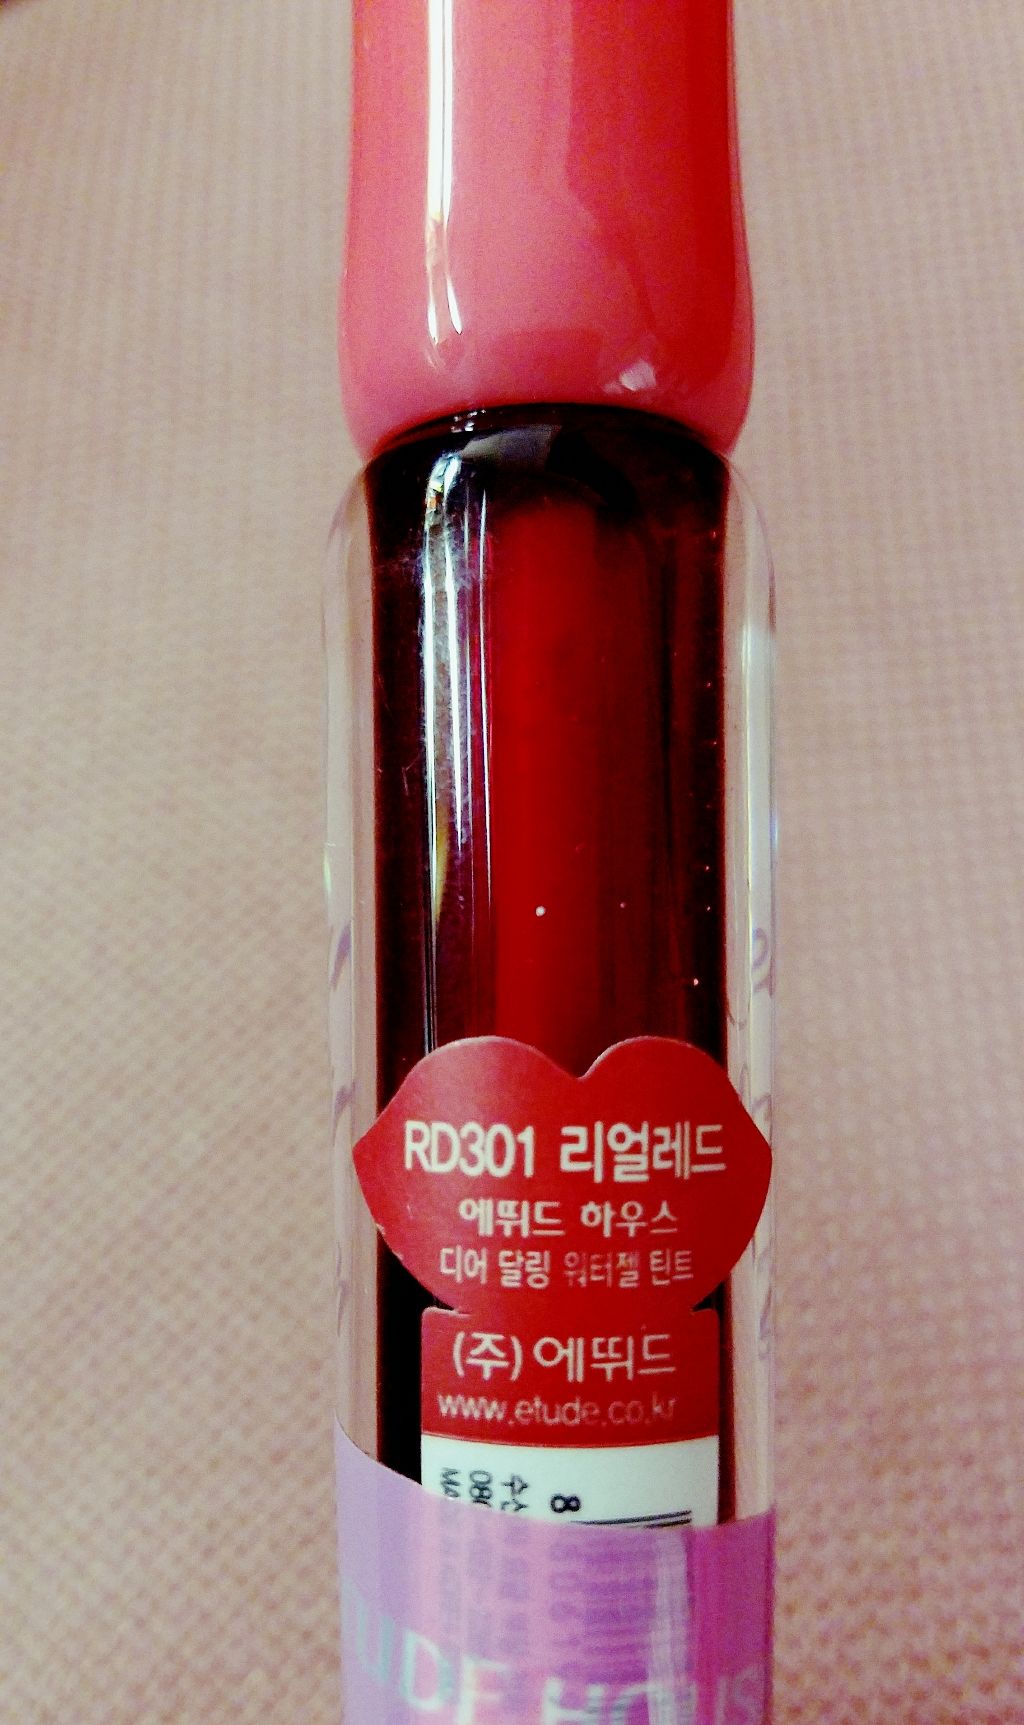 RD301 리얼레드
에뛰드 하우스
디어 달링 워터젤 틴트
(주)에뛰드
www.etude.co.kr
8